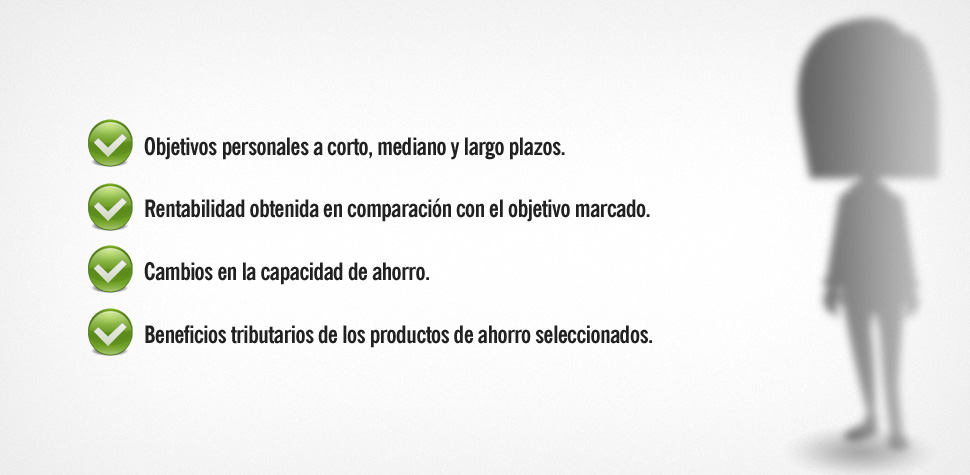 Objetivos personales a corto, mediano y largo plazos.
Rentabilidad obtenida en comparación con el objetivo marcado.
Cambios en la capacidad de ahorro.
Beneficios tributarios de los productos de ahorro seleccionados.